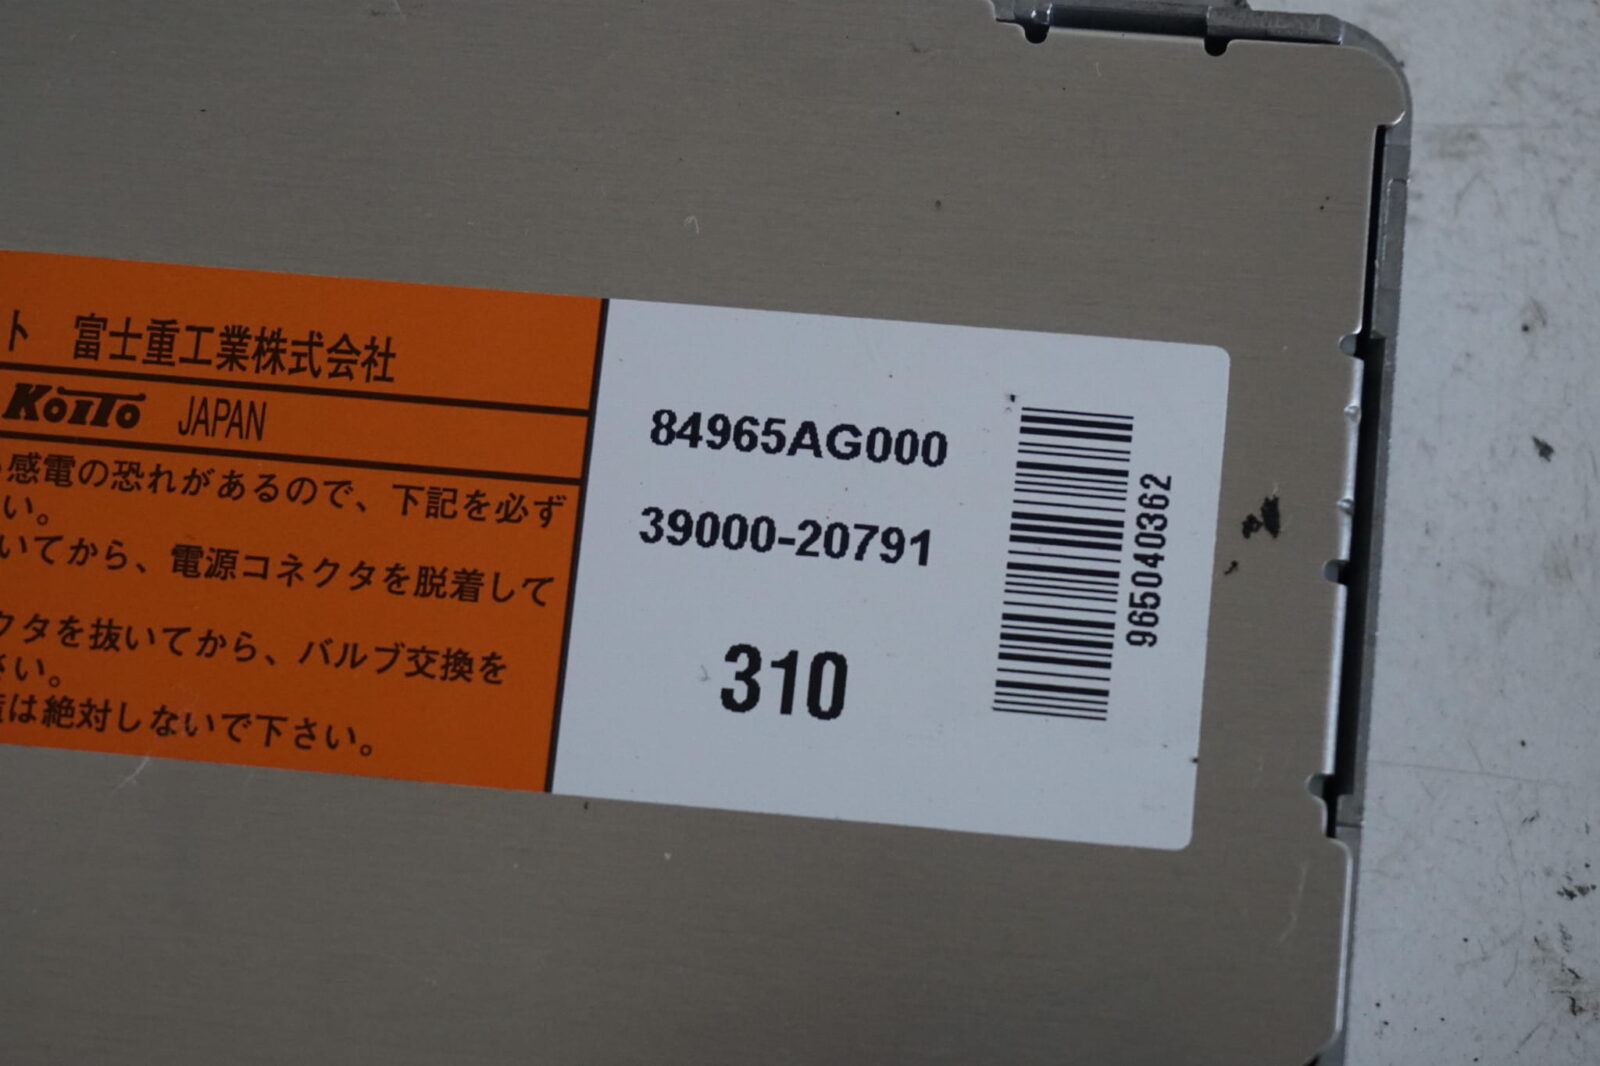 ト 富士重工業株式会社
KOITO JAPAN
感電の恐れがあるので、下記を必ず
い。
いてから、電源コネクタを脱着して
クタを抜いてから、バルブ交換を
さい。
は絶対しないで下さい。
84965AG000
39000-20791
310
965040362